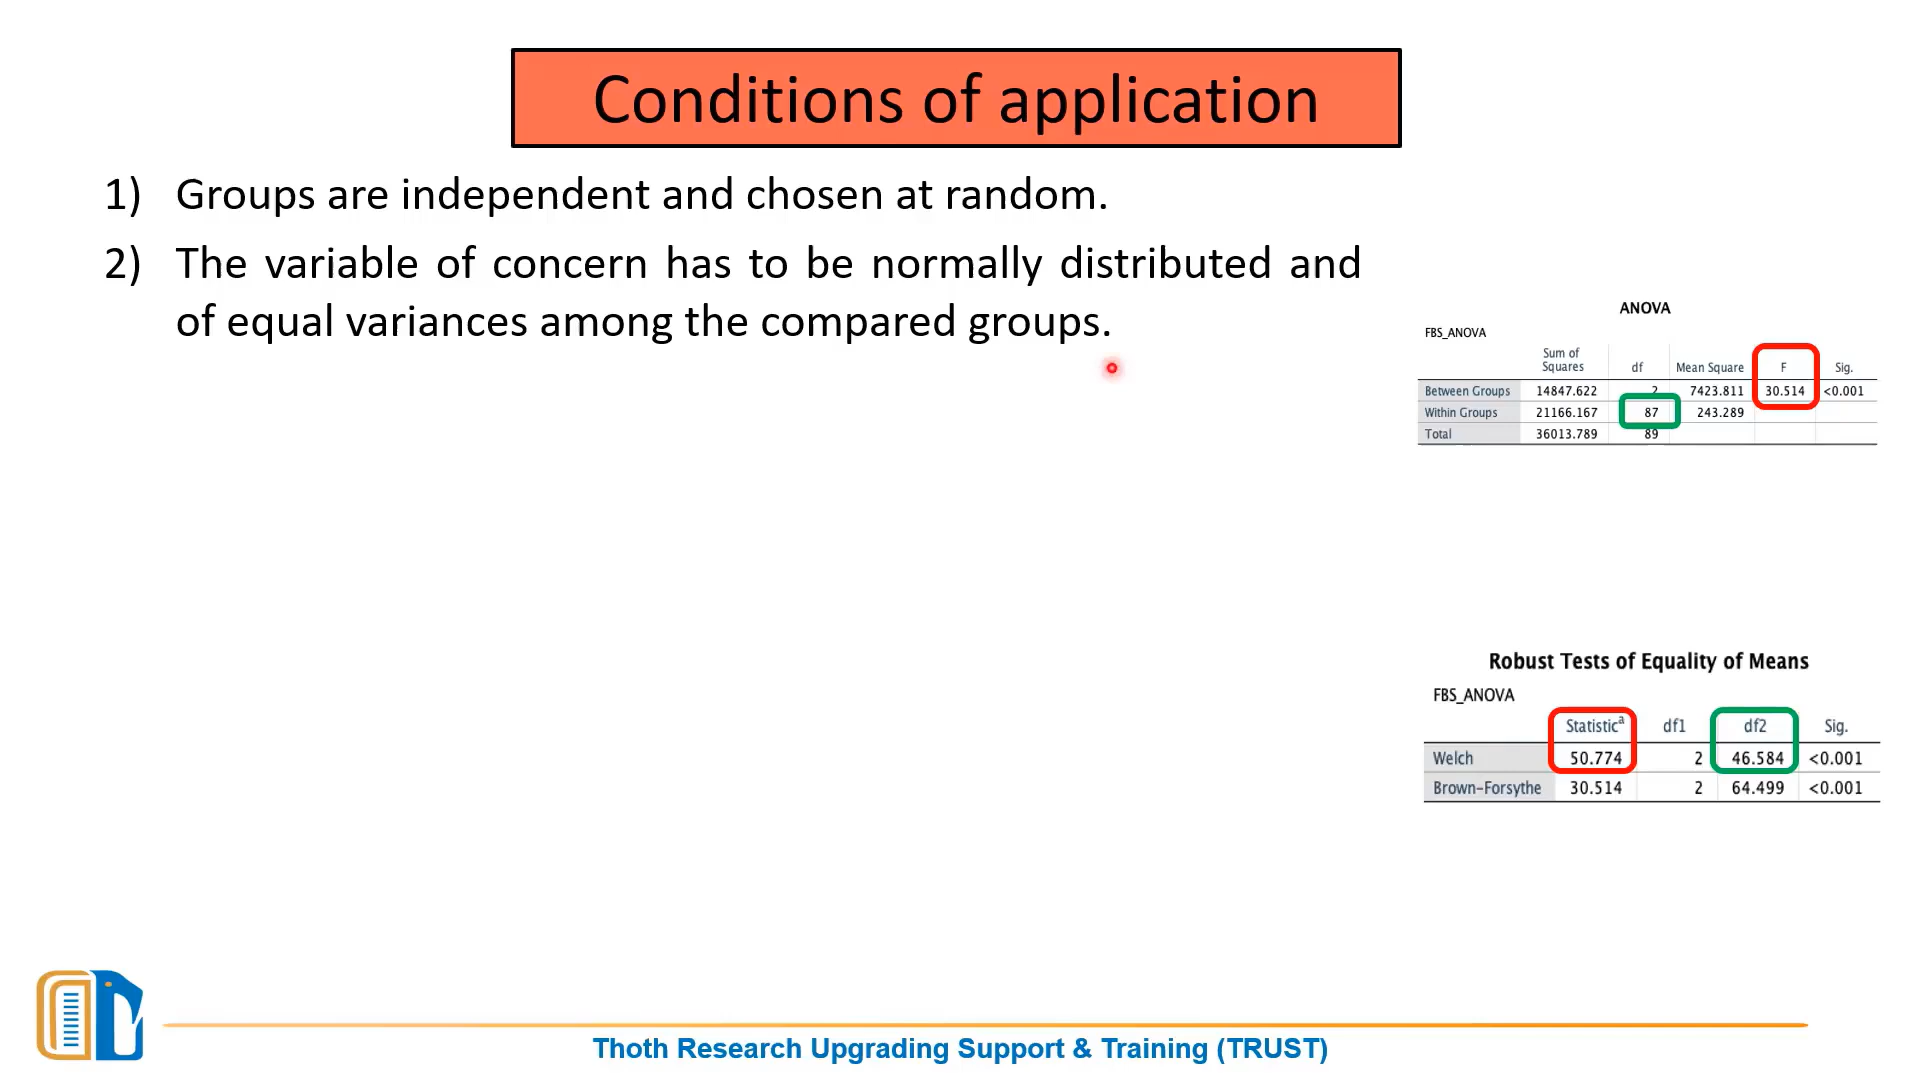 Conditions of application
1) Groups are independent and chosen at random.
2) The variable of concern has to be normally distributed and
of equal variances among the compared groups.
ANOVA
FBS_ANOVA
Sum of Squares df Mean Square F Sig.
Between Groups 14847.622 2 7423.811 30.514 <0.001
Within Groups 21166.167 87 243.289
Total 36013.789 89
Robust Tests of Equality of Means
FBS_ANOVA
Statistic^a df1 df2 Sig.
Welch 50.774 2 46.584 <0.001
Brown-Forsythe 30.514 2 64.499 <0.001
Thoth Research Upgrading Support & Training (TRUST)